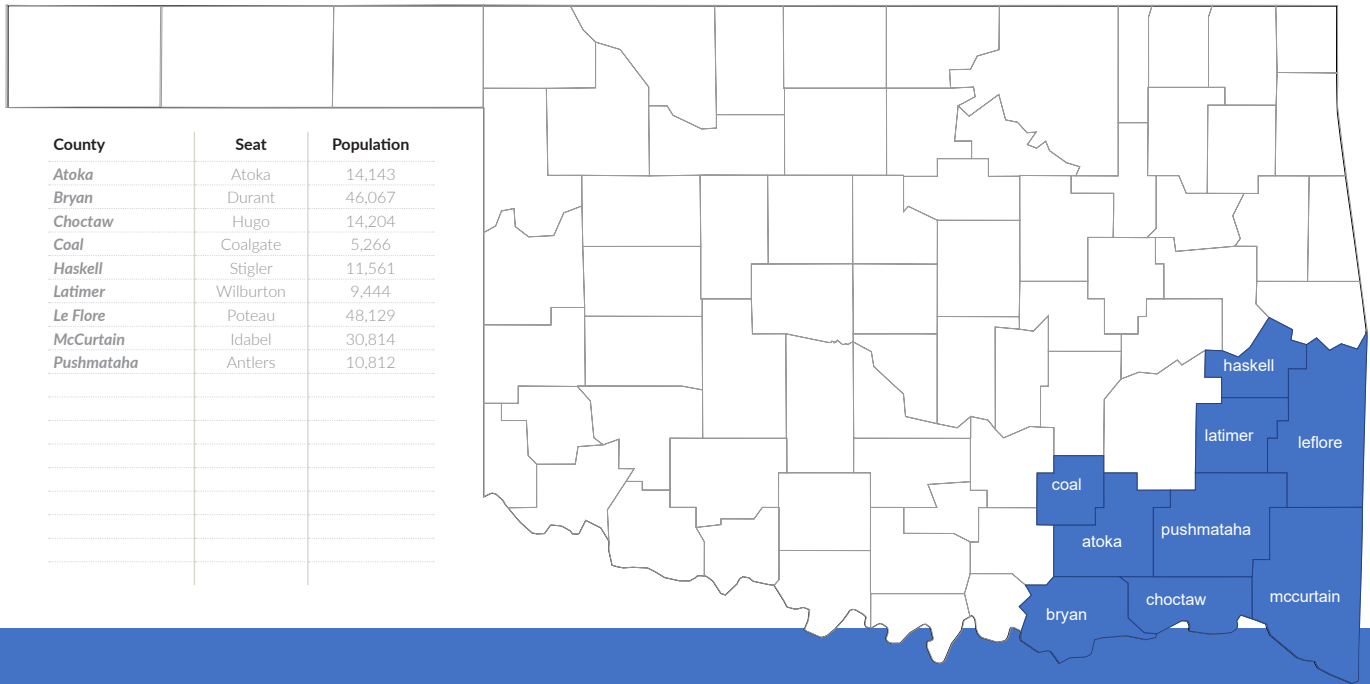 County Seat Population
Atoka Atoka 14,143
Bryan Durant 46,067
Choctaw Hugo 14,204
Coal Coalgate 5,266
Haskell Stigler 11,561
Latimer Wilburton 9,444
Le Flore Poteau 48,129
McCurtain Idabel 30,814
Pushmataha Antlers 10,812
haskell
latimer
leflore
coal
pushmataha
atoka
mccurtain
choctaw
bryan